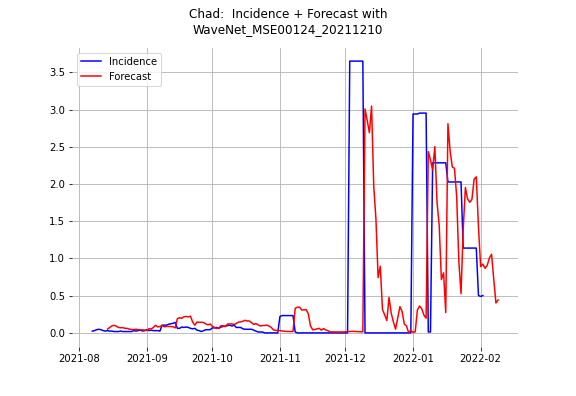 Chad:  Incidence + Forecast with
WaveNet_MSE00124_20211210
Incidence
Forecast
3.5
3.0
2.5
2.0
1.5
1.0
0.5
0.0
2021-08 2021-09 2021-10 2021-11 2021-12 2022-01 2022-02